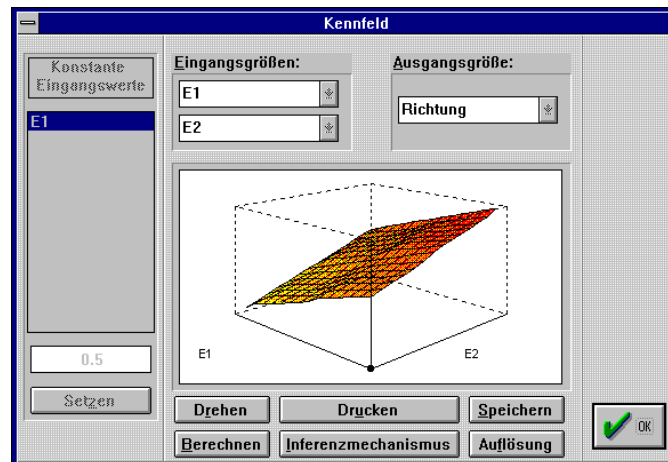 Kennfeld
Konstante
Eingangswerte
E1
0.5
Setzen
Eingangsgrößen:
E1
E2
Ausgangsgröße:
Richtung
E1
E2
Drehen
Drucken
Speichern
Berechnen
Inferenzmechanismus
Auflösung
OK